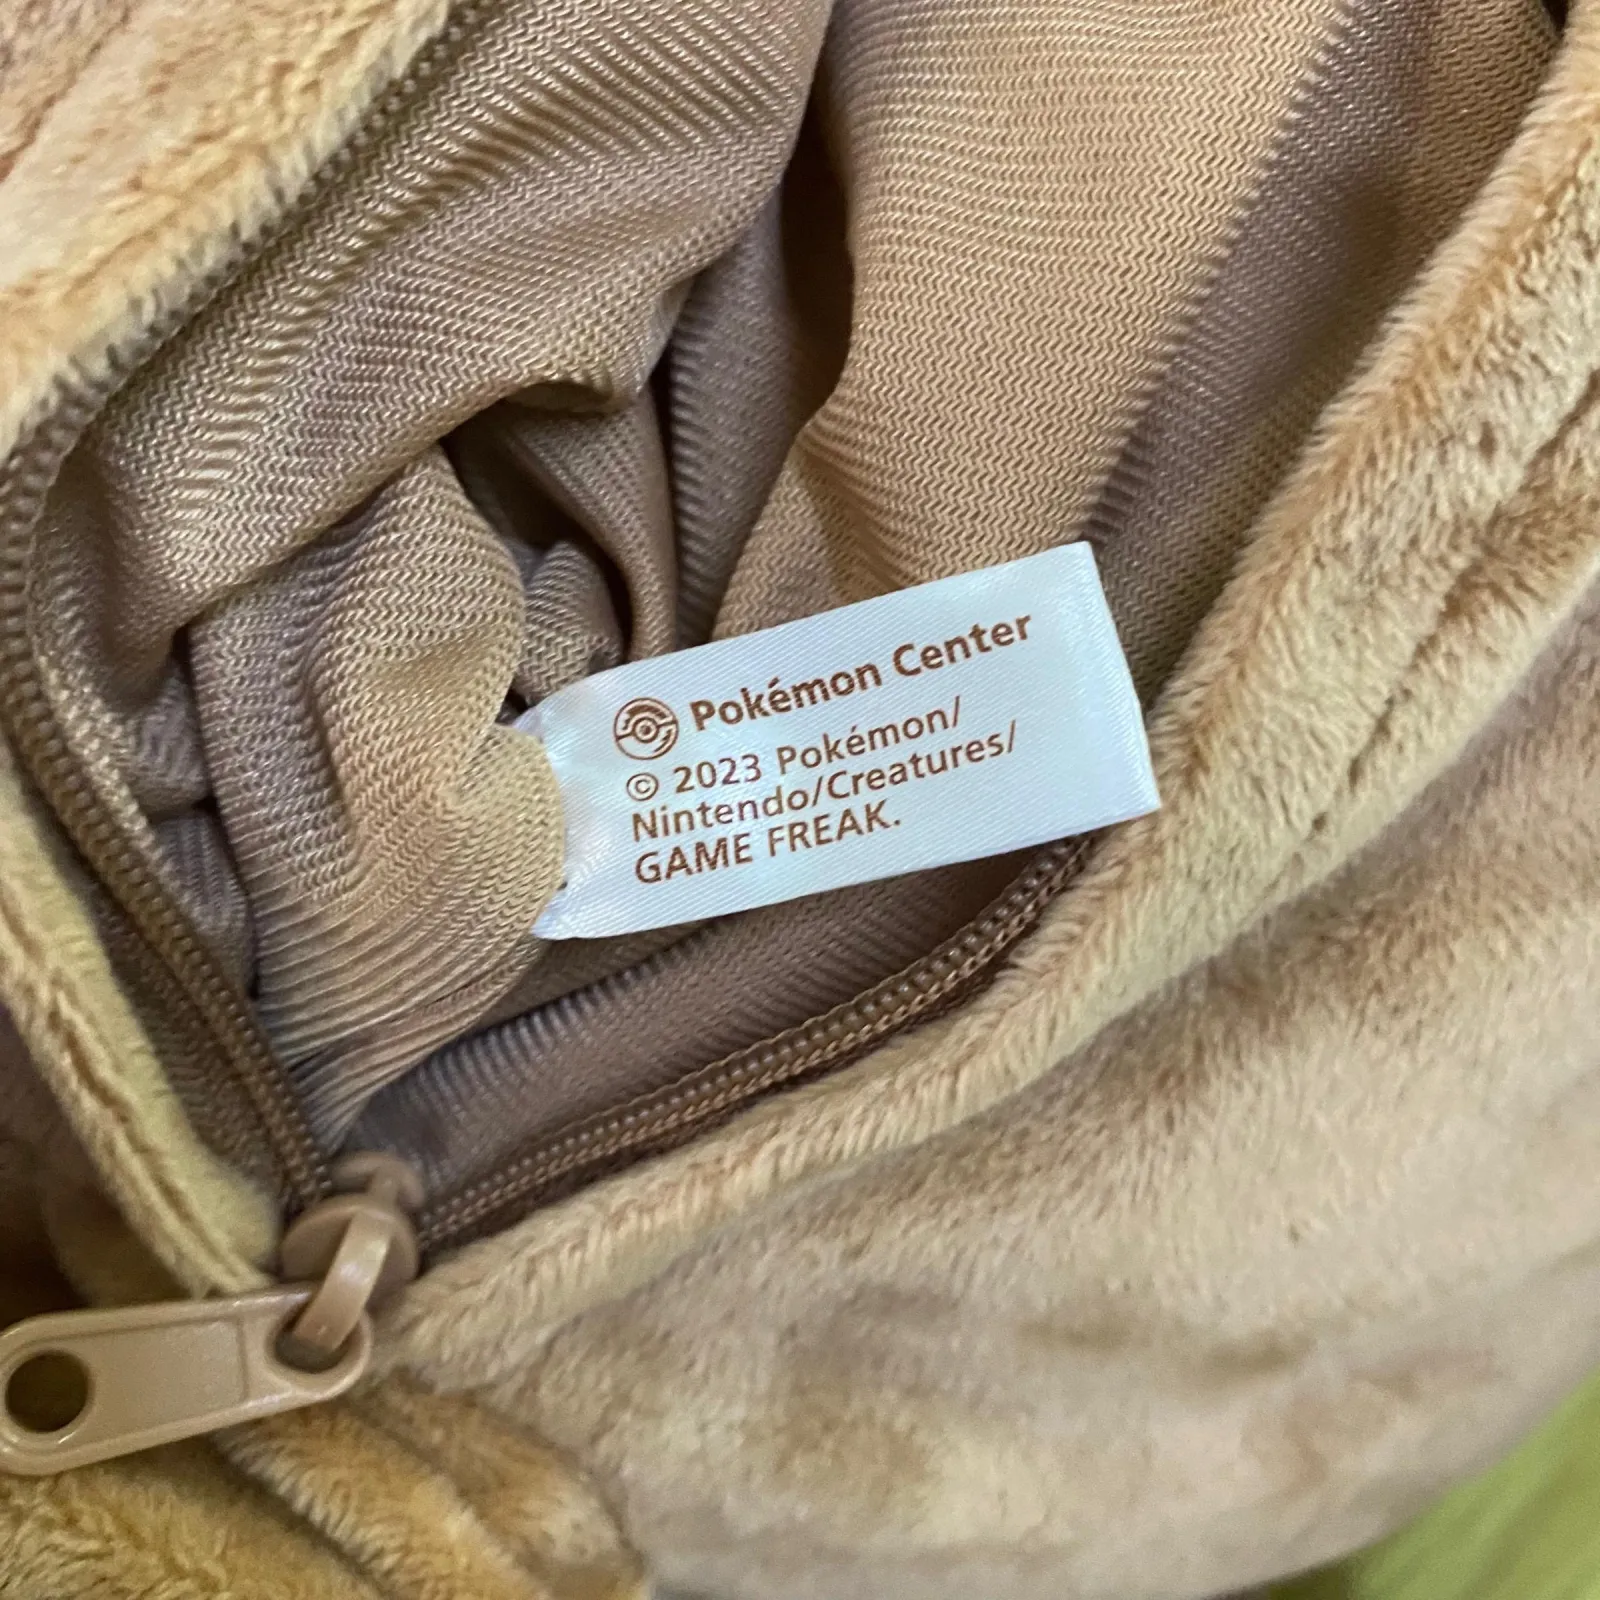 Pokémon Center
© 2023 Pokémon/
Nintendo/Creatures/
GAME FREAK.